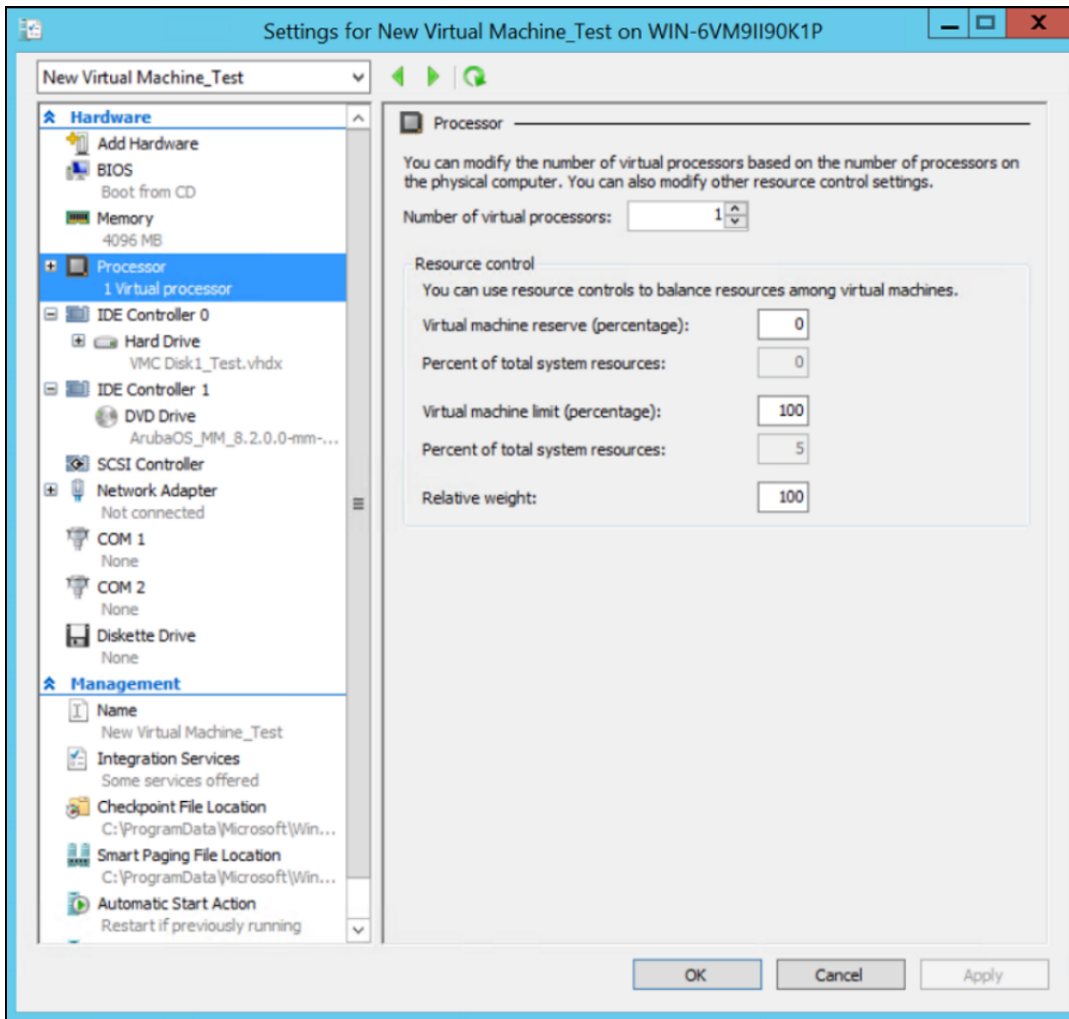 Settings for New Virtual Machine_Test on WIN-6VM9II90K1P
X
New Virtual Machine_Test
Hardware
Add Hardware
BIOS
Boot from CD
Memory
4096 MB
Processor
1 Virtual processor
IDE Controller 0
Hard Drive
VMC Disk1_Test.vhdx
IDE Controller 1
DVD Drive
ArubaOS_MM_8.2.0.0-mm-...
SCSI Controller
Network Adapter
Not connected
COM 1
None
COM 2
None
Diskette Drive
None
Management
Name
New Virtual Machine_Test
Integration Services
Some services offered
Checkpoint File Location
C:\ProgramData\Microsoft\Win...
Smart Paging File Location
C:\ProgramData\Microsoft\Win...
Automatic Start Action
Restart if previously running
Processor
You can modify the number of virtual processors based on the number of processors on
the physical computer. You can also modify other resource control settings.
Number of virtual processors: 1
Resource control
You can use resource controls to balance resources among virtual machines.
Virtual machine reserve (percentage): 0
Percent of total system resources: 0
Virtual machine limit (percentage): 100
Percent of total system resources: 5
Relative weight: 100
OK Cancel Apply